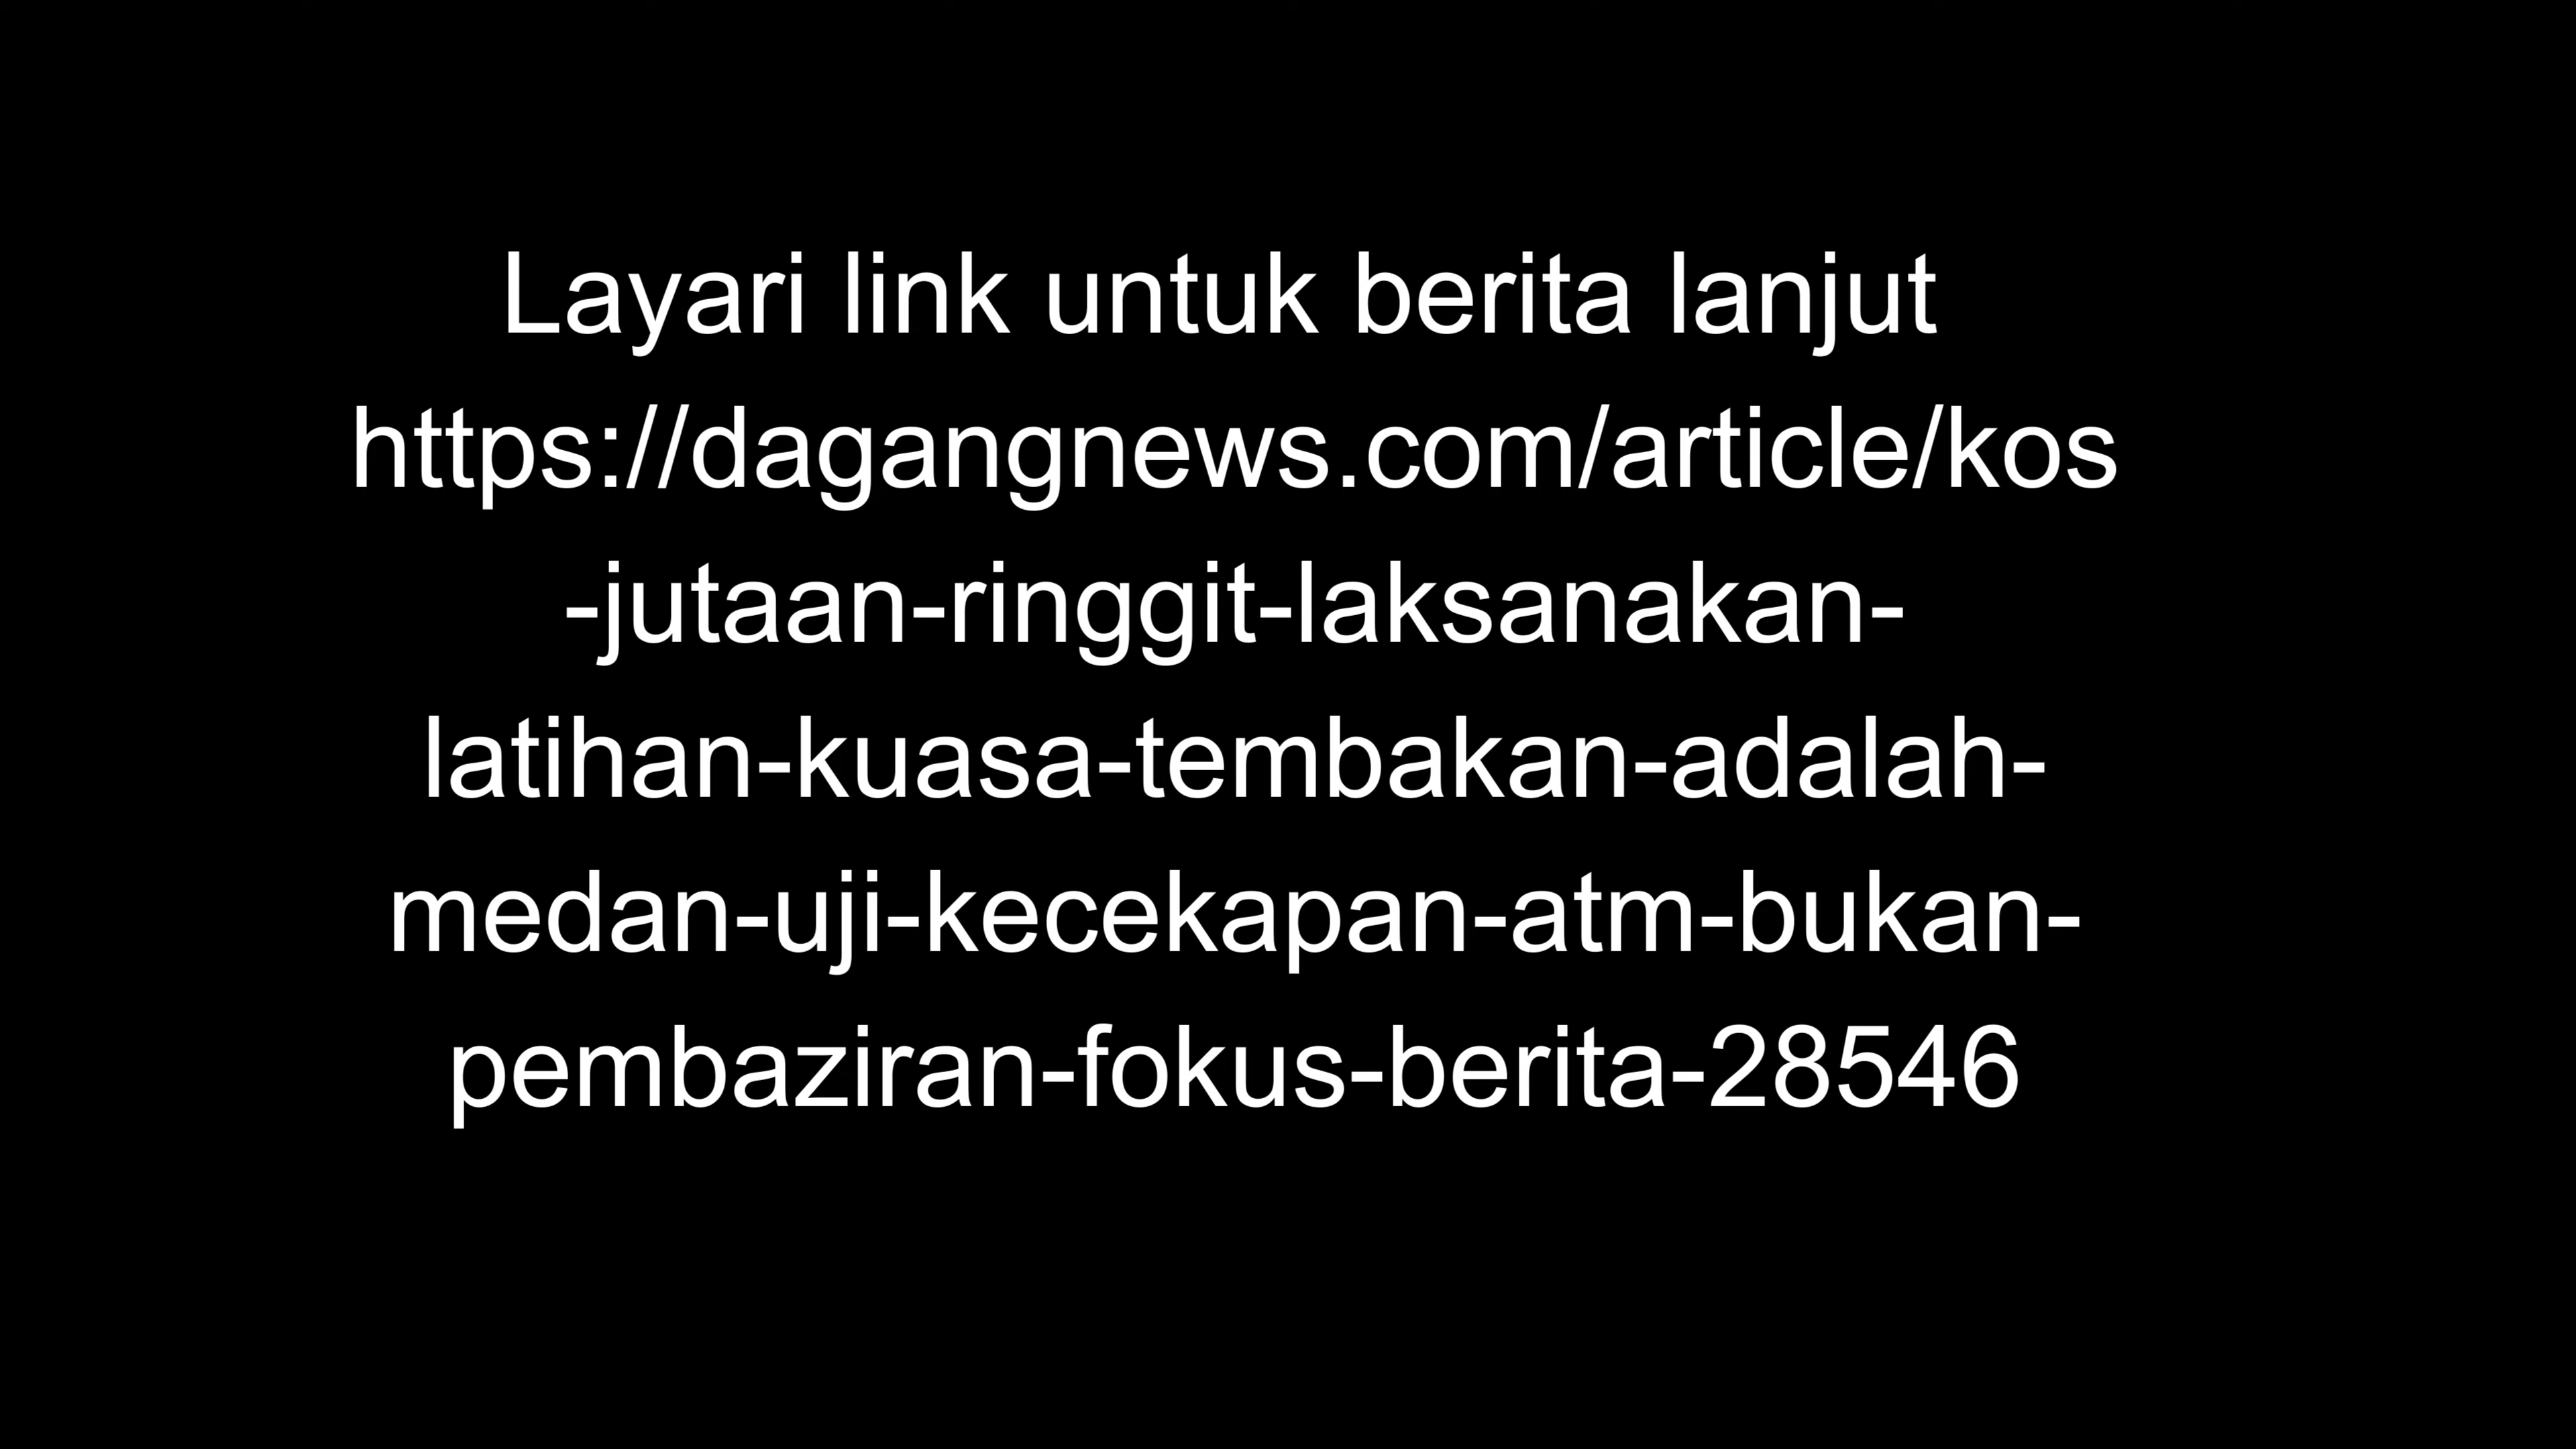 Layari link untuk berita lanjut
https://dagangnews.com/article/kos
-jutaan-ringgit-laksanakan-
latihan-kuasa-tembakan-adalah-
medan-uji-kecekapan-atm-bukan-
pembaziran-fokus-berita-28546